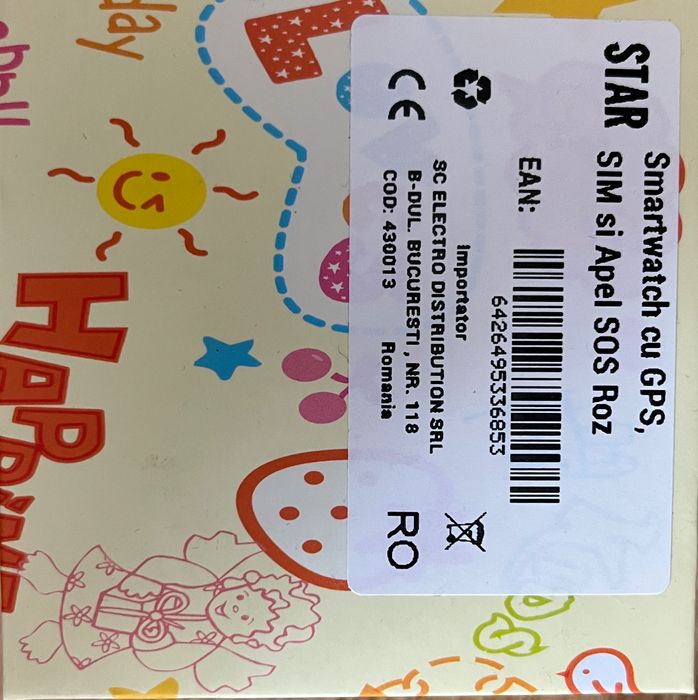 STAR
Smartwatch cu GPS,
SIM si Apel SOS Roz
EAN:
6426495336853
Importator
SC ELECTRO DISTRIBUTION SRL
B-DUL. BUCURESTI, NR. 118
COD: 430013 Romania
CE
RO
day